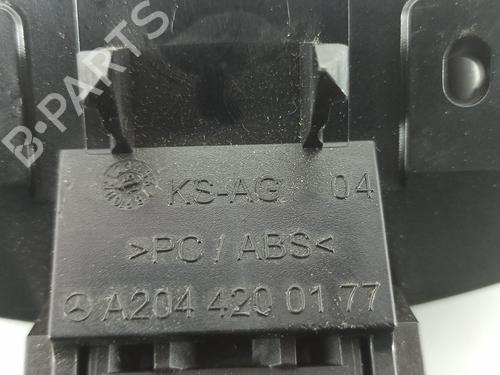 B-PARTS
KS-AG 04
>PC / ABS<
A204 420 01 77